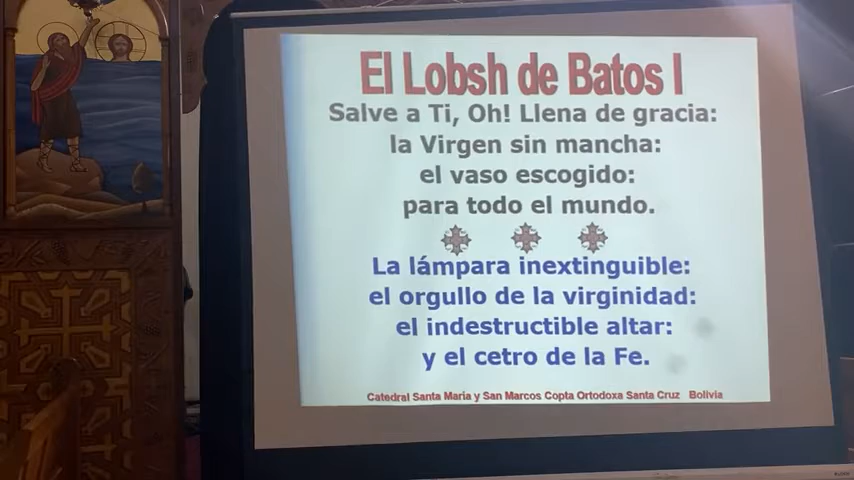 El Lobsh de Batos I
Salve a Ti, Oh! Llena de gracia:
la Virgen sin mancha:
el vaso escogido:
para todo el mundo.
La lámpara inextinguible:
el orgullo de la virginidad:
el indestructible altar:
y el cetro de la Fe.
Catedral Santa María y San Marcos Copta Ortodoxa Santa Cruz Bolivia